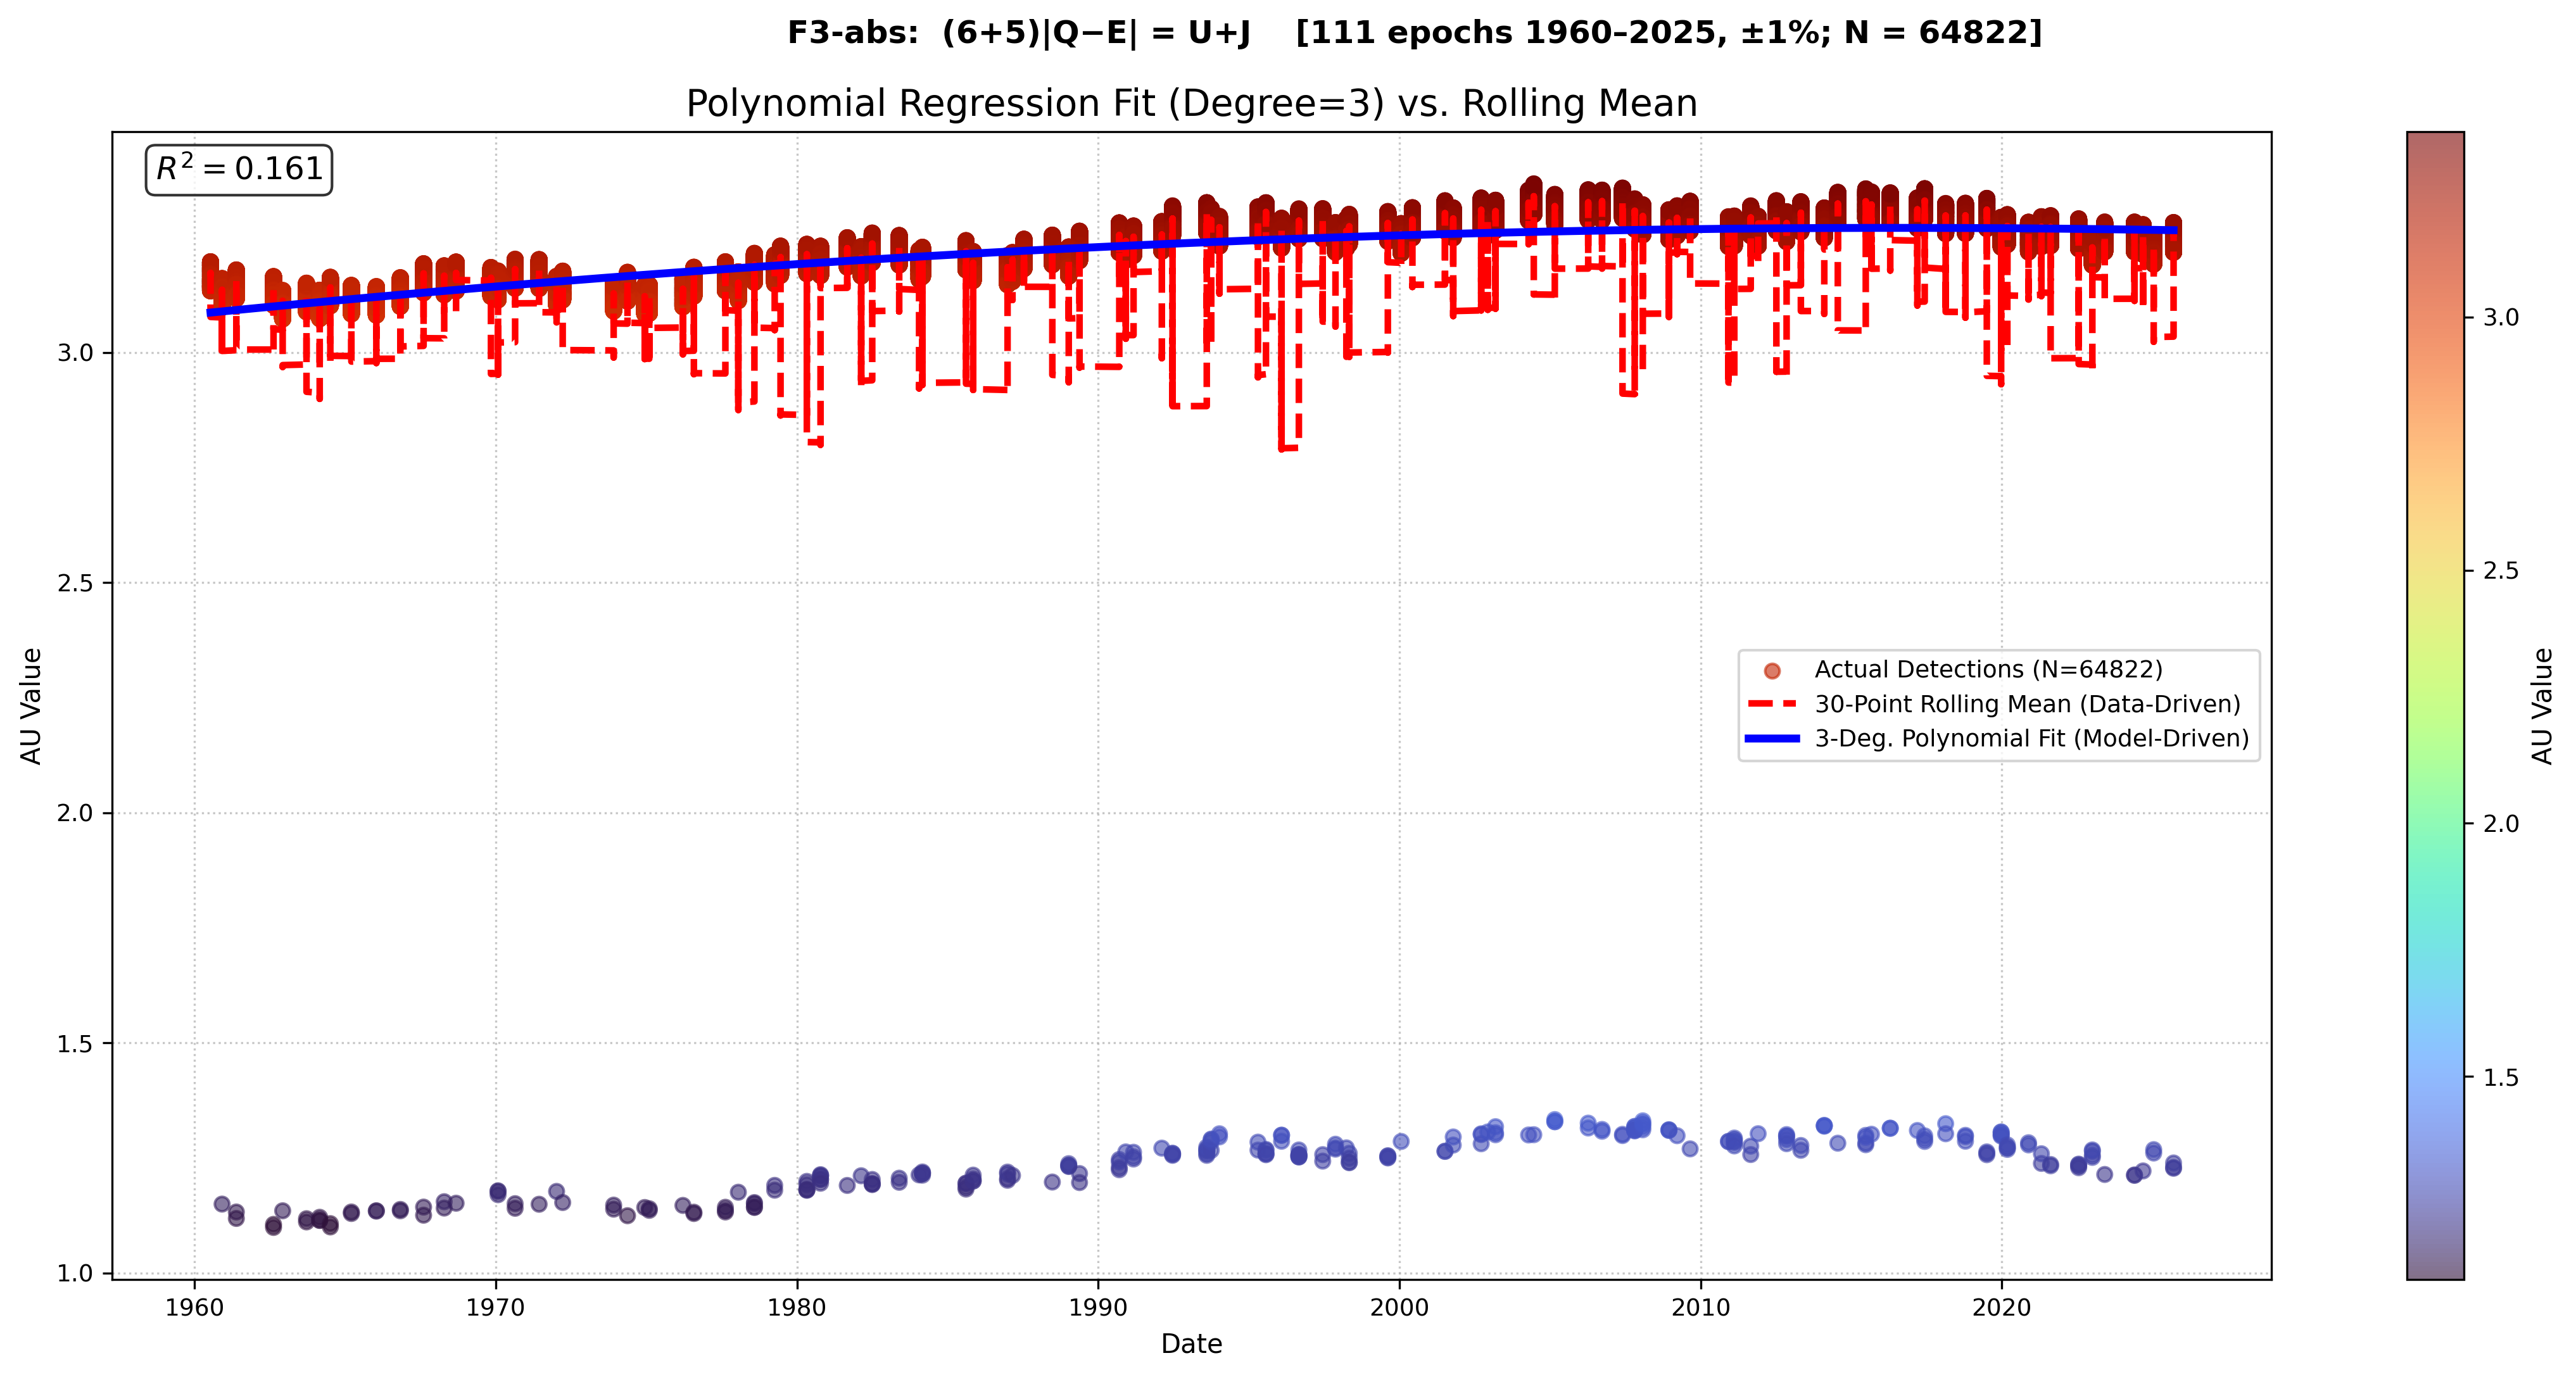 F3-abs:  (6+5)|Q−E| = U+J    [111 epochs 1960–2025, ±1%; N = 64822]
Polynomial Regression Fit (Degree=3) vs. Rolling Mean
R² = 0.161
AU Value
3.0
2.5
2.0
1.5
1.0
Actual Detections (N=64822)
30-Point Rolling Mean (Data-Driven)
3-Deg. Polynomial Fit (Model-Driven)
1960 1970 1980 1990 2000 2010 2020
Date
3.0
2.5
2.0
1.5
AU Value